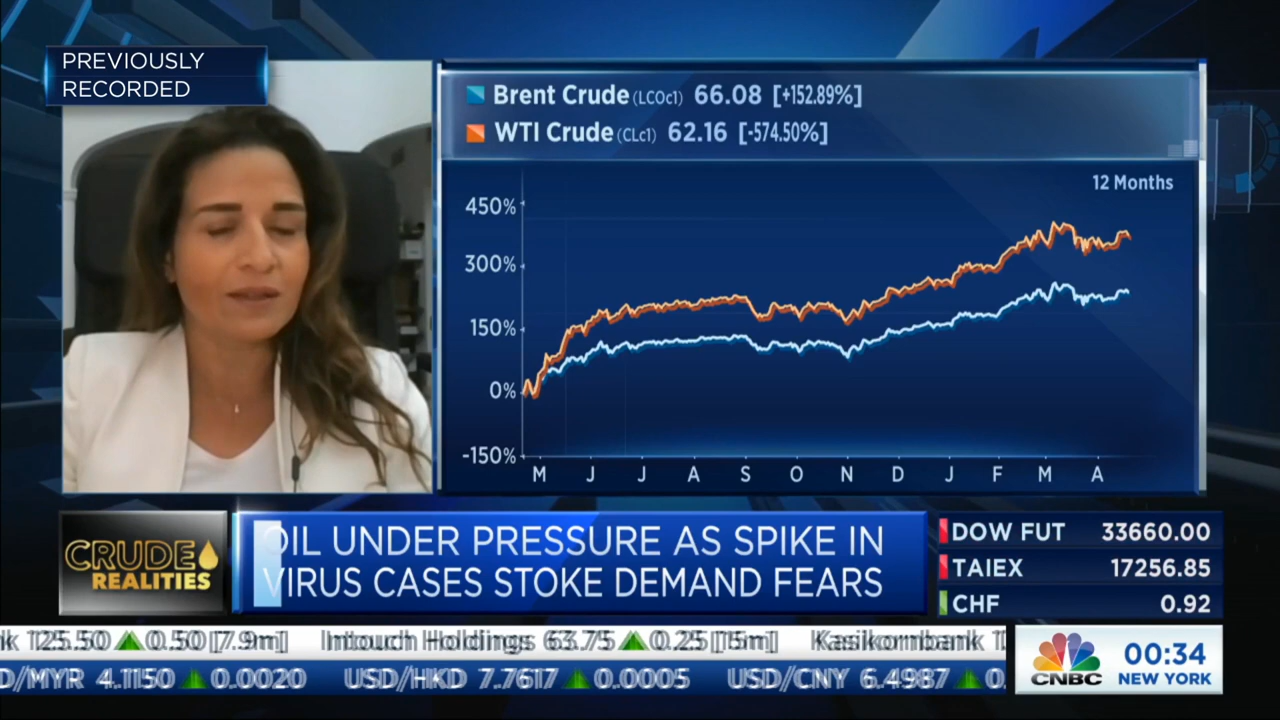 PREVIOUSLY
RECORDED
Brent Crude (LCOc1) 66.08 [+152.89%]
WTI Crude (CLc1) 62.16 [-574.50%]
12 Months
450%
300%
150%
0%
-150%
M J J A S O N D J F M A
CRUDE
REALITIES
OIL UNDER PRESSURE AS SPIKE IN
VIRUS CASES STOKE DEMAND FEARS
DOW FUT 33660.00
TAIEX 17256.85
CHF 0.92
nk 125.50 0.50 [7.9m] Intouch Holdings 63.75 0.25 [15m] Kasikornbank
D/MYR 4.1150 0.0020 USD/HKD 7.7617 0.0005 USD/CNY 6.4987 0.
CNBC
00:34
NEW YORK